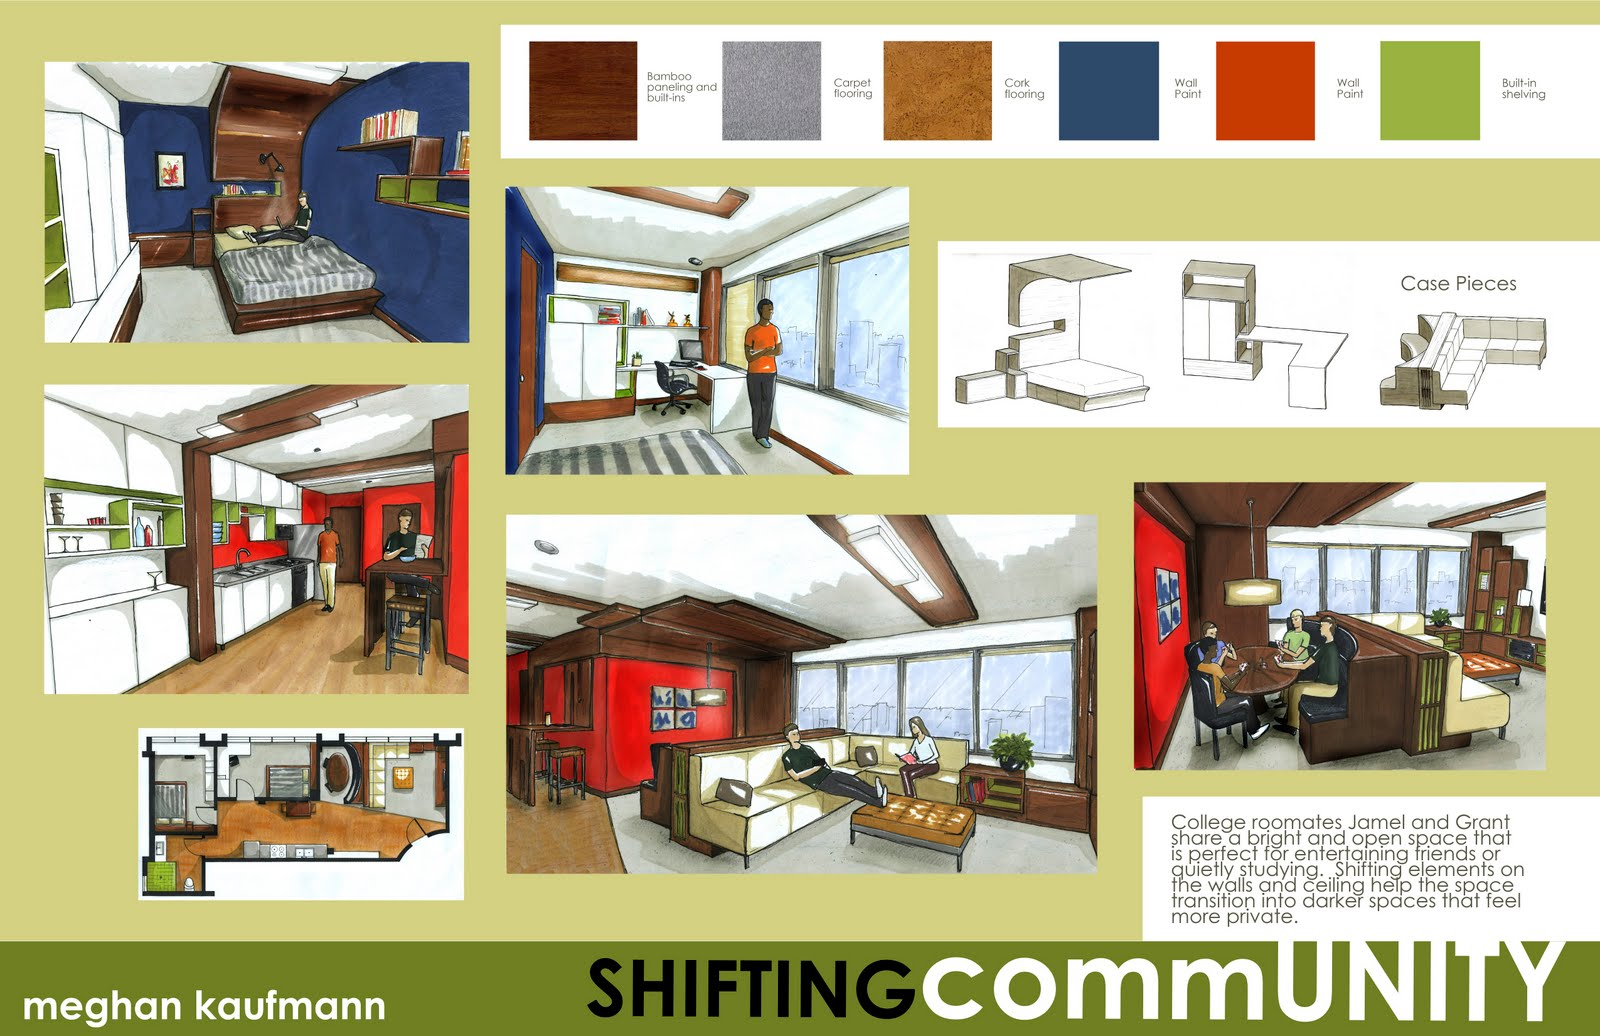 Bamboo
paneling and
built-ins
Carpet
flooring
Cork
flooring
Wall
Paint
Wall
Paint
Built-in
shelving
Case Pieces
College roomates Jamel and Grant
share a bright and open space that
is perfect for entertaining friends or
quietly studying. Shifting elements on
the walls and ceiling help the space
transition into darker spaces that feel
more private.
meghan kaufmann
SHIFTINGcommUNITY